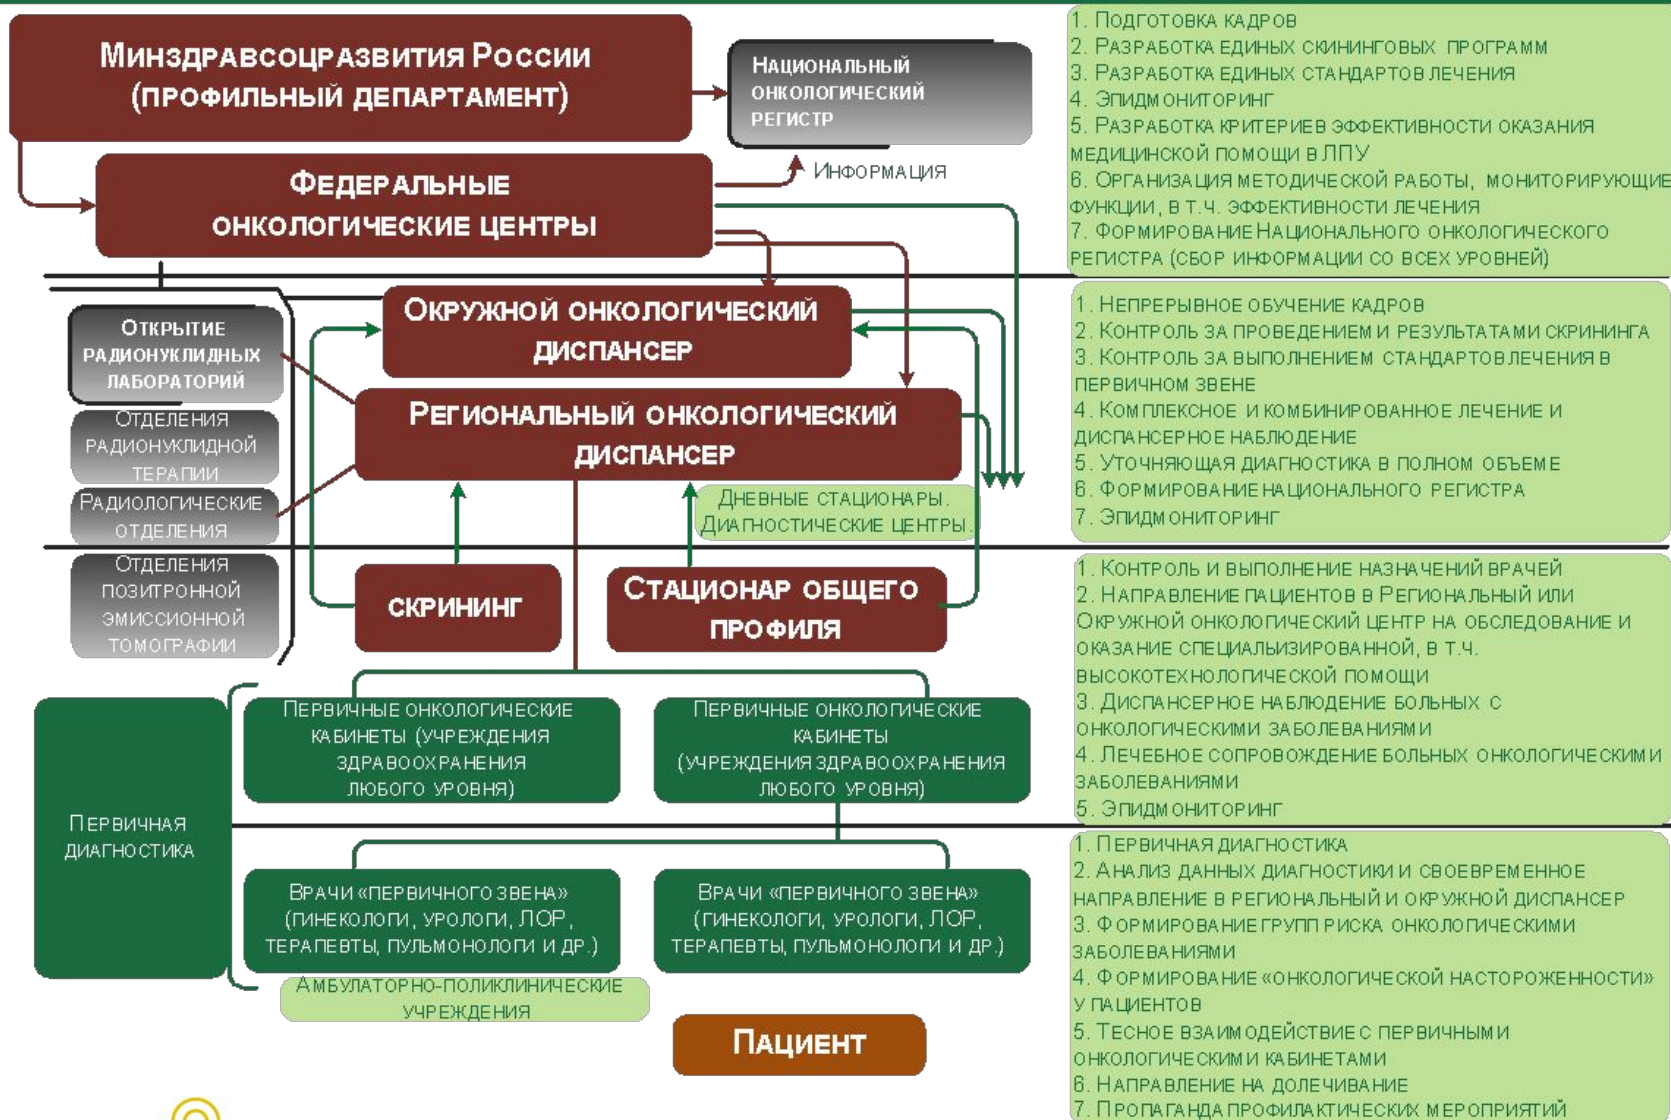 Минздравсоцразвития России
(профильный департамент)
Национальный
онкологический
регистр
Информация
Федеральные
онкологические центры
Окружной онкологический
диспансер
Открытие
радионуклидных
лабораторий
Отделения
радионуклидной
терапии
Радиологические
отделения
Отделения
позитронной
эмиссионной
томографии
Региональный онкологический
диспансер
Дневные стационары.
Диагностические центры.
скрининг
Стационар общего
профиля
Первичная
диагностика
Первичные онкологические
кабинеты (учреждения
здравоохранения
любого уровня)
Первичные онкологические
кабинеты
(учреждения здравоохранения
любого уровня)
Врачи «первичного звена»
(гинекологи, урологи, ЛОР,
терапевты, пульмонологи и др.)
Врачи «первичного звена»
(гинекологи, урологи, ЛОР,
терапевты, пульмонологи и др.)
Амбулаторно-поликлинические
учреждения
Пациент
1. Подготовка кадров
2. Разработка единых скининговых программ
3. Разработка единых стандартов лечения
4. Эпидмониторинг
5. Разработка критериев эффективности оказания
медицинской помощи в ЛПУ
6. Организация методической работы, мониторирующие
функции, в т.ч. эффективности лечения
7. Формирование Национального онкологического
регистра (сбор информации со всех уровней)
1. Непрерывное обучение кадров
2. Контроль за проведением и результатами скрининга
3. Контроль за выполнением стандартов лечения в
первичном звене
4. Комплексное и комбинированное лечение и
диспансерное наблюдение
5. Уточняющая диагностика в полном объеме
6. Формирование национального регистра
7. Эпидмониторинг
1. Контроль и выполнение назначений врачей
2. Направление пациентов в Региональный или
Окружной онкологический центр на обследование и
оказание специальизированной, в т.ч.
высокотехнологической помощи
3. Диспансерное наблюдение больных с
онкологическими заболеваниями
4. Лечебное сопровождение больных онкологическими
заболеваниями
5. Эпидмониторинг
1. Первичная диагностика
2. Анализ данных диагностики и своевременное
направление в региональный и окружной диспансер
3. Формирование групп риска онкологическими
заболеваниями
4. Формирование «онкологической настороженности»
у пациентов
5. Тесное взаимодействие с первичными
онкологическими кабинетами
6. Направление на долечивание
7. Пропаганда профилактических мероприятий